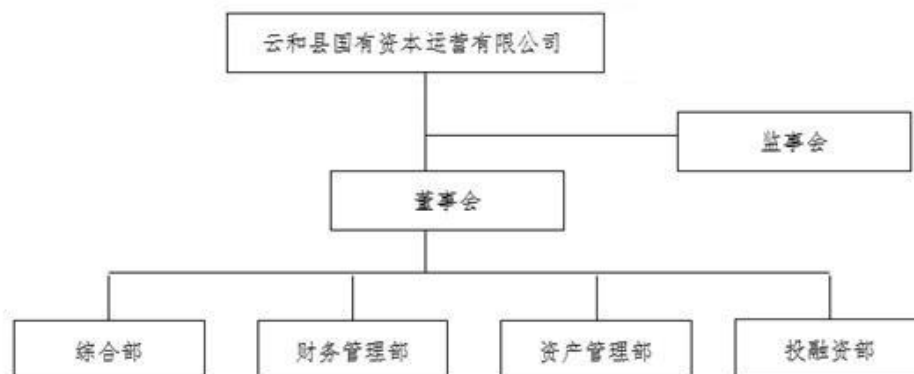 云和县国有资本运营有限公司
监事会
董事会
综合部
财务管理部
资产管理部
投融资部